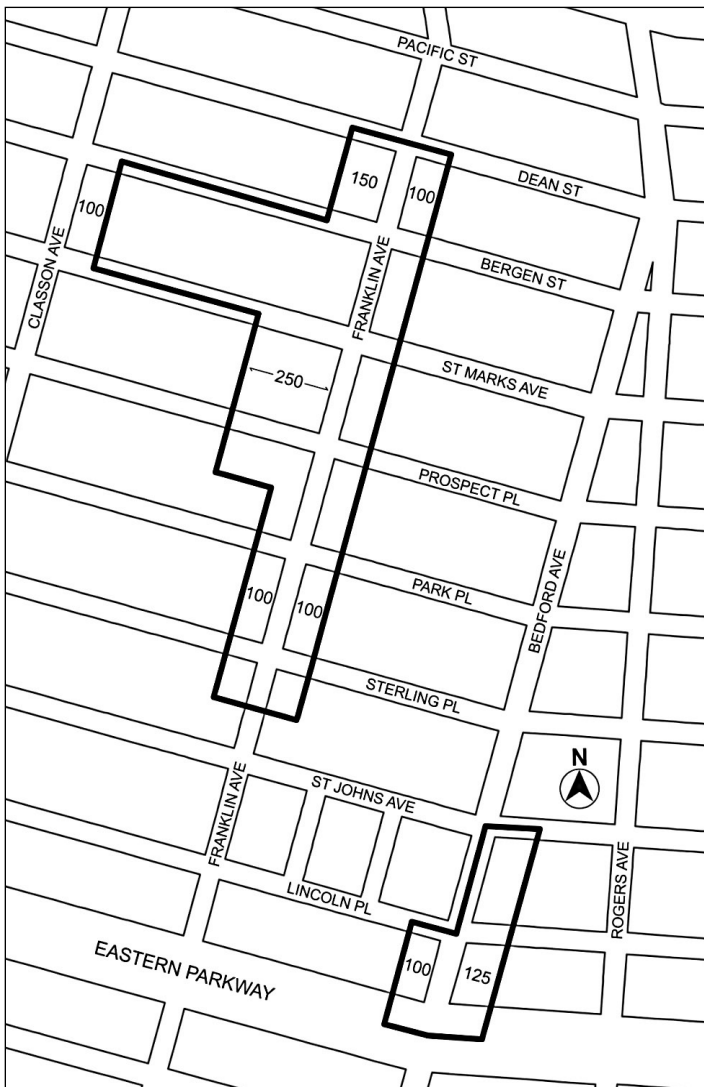 PACIFIC ST
150
100
DEAN ST
100
FRANKLIN AVE
BERGEN ST
CLASSON AVE
250
ST MARKS AVE
PROSPECT PL
100
100
PARK PL
BEDFORD AVE
STERLING PL
N
ST JOHNS AVE
FRANKLIN AVE
LINCOLN PL
ROGERS AVE
EASTERN PARKWAY
100
125